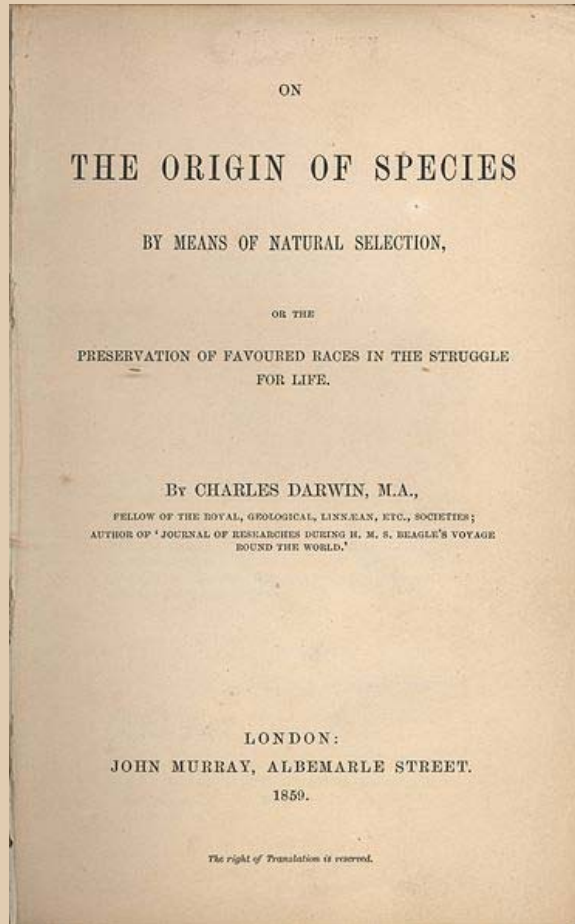 ON
THE ORIGIN OF SPECIES
BY MEANS OF NATURAL SELECTION,
OR THE
PRESERVATION OF FAVOURED RACES IN THE STRUGGLE
FOR LIFE.
BY CHARLES DARWIN, M.A.,
FELLOW OF THE ROYAL, GEOLOGICAL, LINNÆAN, ETC., SOCIETIES;
AUTHOR OF ‘JOURNAL OF RESEARCHES DURING H. M. S. BEAGLE’S VOYAGE
ROUND THE WORLD.’
LONDON:
JOHN MURRAY, ALBEMARLE STREET.
1859.
The right of Translation is reserved.